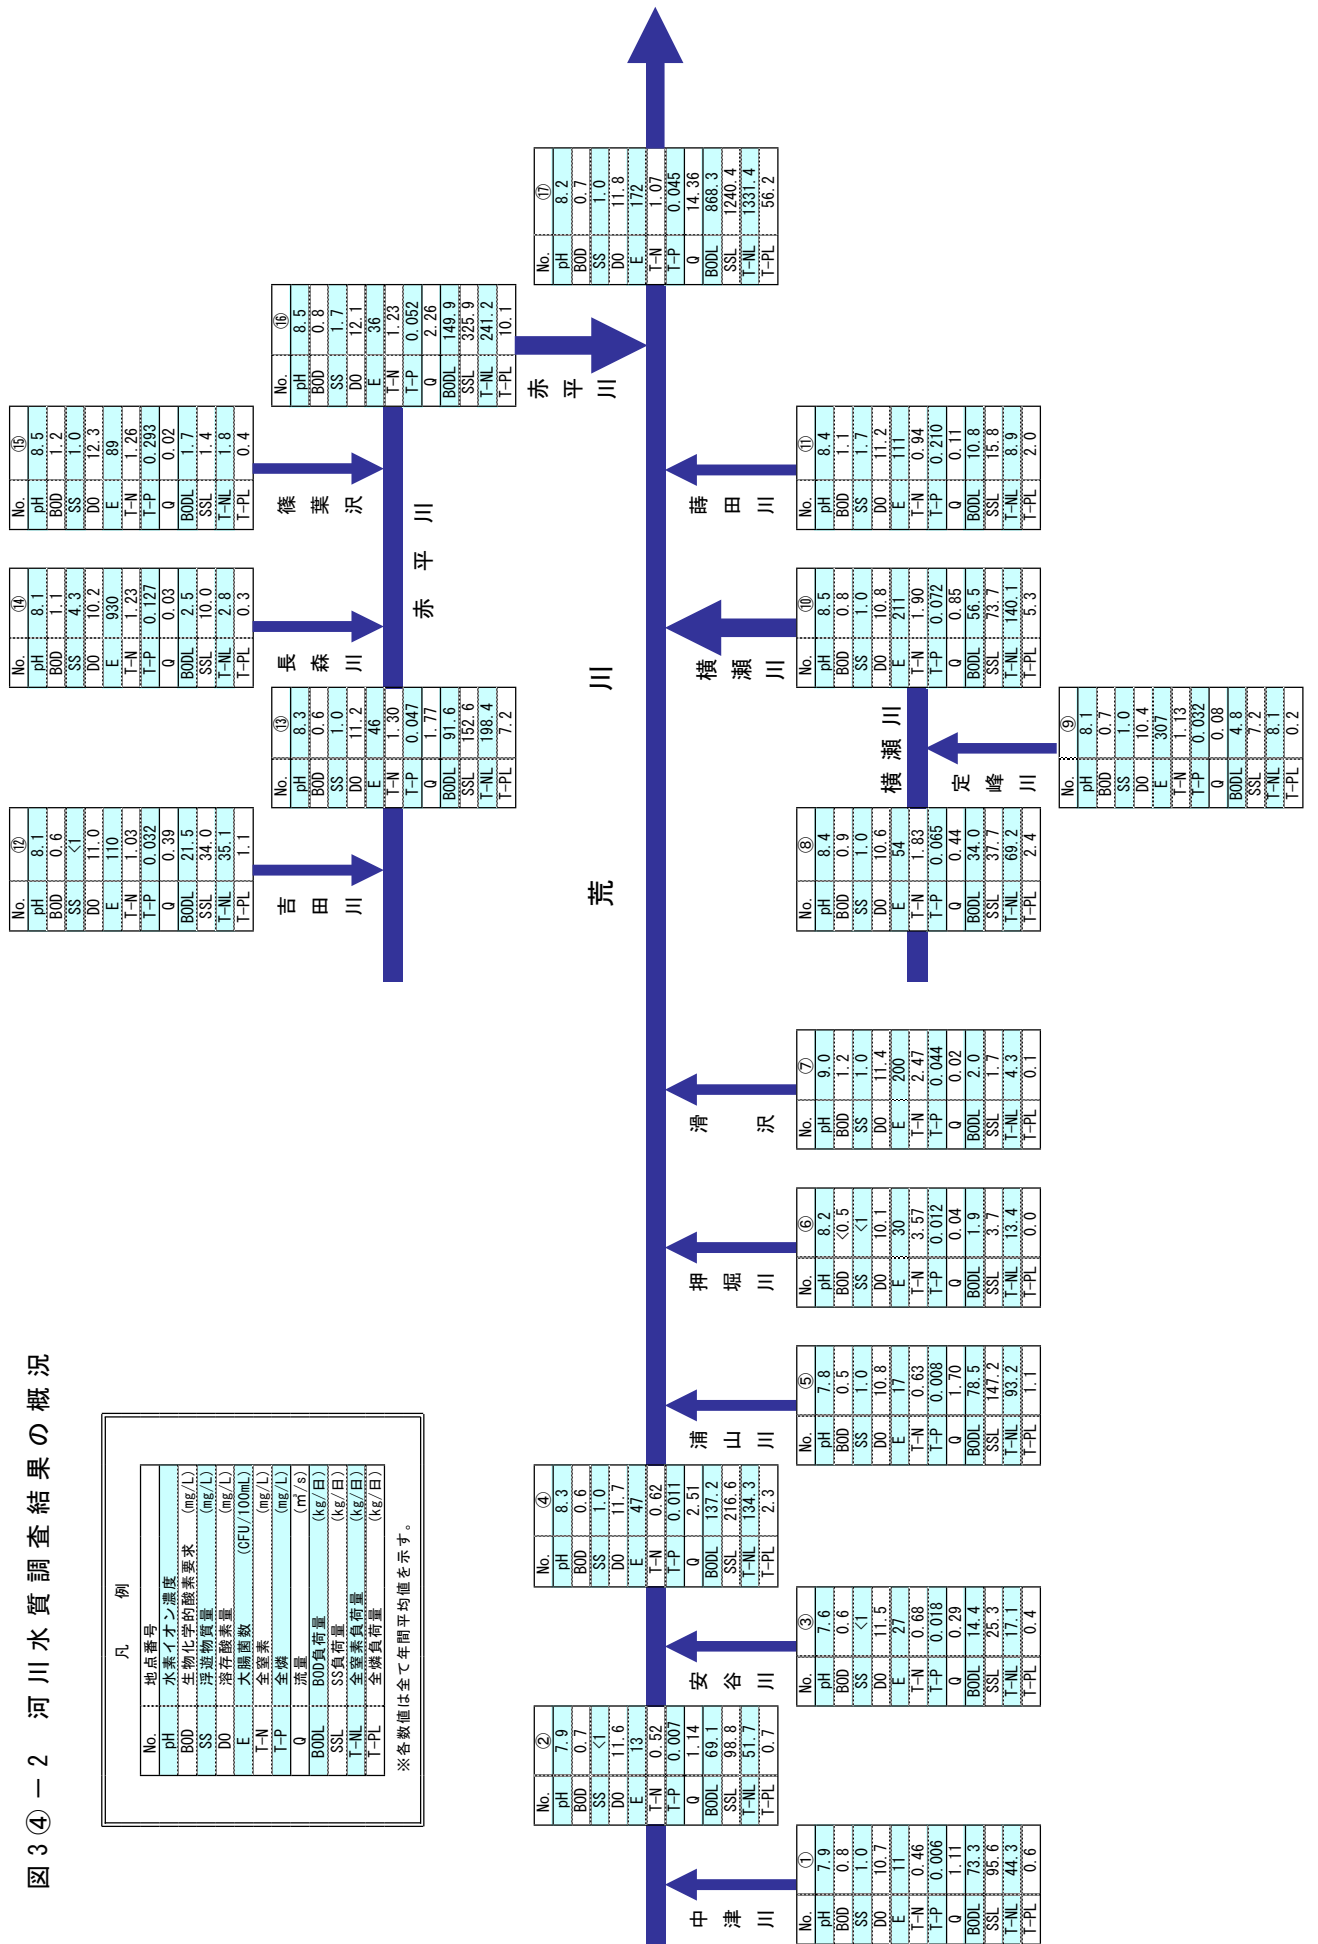 図3④－2 河川水質調査結果の概況
凡 例
No. 地点番号
pH 水素イオン濃度
BOD 生物化学的酸素要求 (mg/L)
SS 浮遊物質量 (mg/L)
DO 溶存酸素量 (mg/L)
E 大腸菌数 (CFU/100mL)
T-N 全窒素 (mg/L)
T-P 全燐 (mg/L)
Q 流量 (㎥/s)
BODL BOD負荷量 (kg/日)
SSL SS負荷量 (kg/日)
T-NL 全窒素負荷量 (kg/日)
T-PL 全燐負荷量 (kg/日)
※各数値は全て年間平均値を示す。
No. ⑫
pH 8.1
BOD 0.6
SS <1
DO 11.0
E 110
T-N 1.03
T-P 0.032
Q 0.39
BODL 21.5
SSL 34.0
T-NL 35.1
T-PL 1.1
吉田川
No. ⑭
pH 8.1
BOD 1.1
SS 4.3
DO 10.2
E 930
T-N 1.23
T-P 0.127
Q 0.03
BODL 2.5
SSL 10.0
T-NL 2.8
T-PL 0.3
長森川
No. ⑮
pH 8.5
BOD 1.2
SS 1.0
DO 12.3
E 89
T-N 1.26
T-P 0.293
Q 0.02
BODL 1.7
SSL 1.4
T-NL 1.8
T-PL 0.4
篠葉沢
No. ⑬
pH 8.3
BOD 0.6
SS 1.0
DO 11.2
E 46
T-N 1.30
T-P 0.047
Q 1.77
BODL 91.6
SSL 152.6
T-NL 198.4
T-PL 7.2
赤平川
No. ⑯
pH 8.5
BOD 0.8
SS 1.7
DO 12.1
E 36
T-N 1.23
T-P 0.052
Q 2.26
BODL 149.9
SSL 325.9
T-NL 241.2
T-PL 10.1
赤平川
No. ②
pH 7.9
BOD 0.7
SS <1
DO 11.6
E 13
T-N 0.52
T-P 0.007
Q 1.14
BODL 69.1
SSL 98.8
T-NL 51.7
T-PL 0.7
No. ④
pH 8.3
BOD 0.6
SS 1.0
DO 11.7
E 47
T-N 0.62
T-P 0.011
Q 2.51
BODL 137.2
SSL 216.6
T-NL 134.3
T-PL 2.3
荒川
No. ⑰
pH 8.2
BOD 0.7
SS 1.0
DO 11.8
E 172
T-N 1.07
T-P 0.045
Q 14.36
BODL 868.3
SSL 1240.4
T-NL 1331.4
T-PL 56.2
中津川
No. ①
pH 7.9
BOD 0.8
SS 1.0
DO 10.7
E 11
T-N 0.46
T-P 0.006
Q 1.11
BODL 73.3
SSL 95.6
T-NL 44.3
T-PL 0.6
安谷川
No. ③
pH 7.6
BOD 0.6
SS <1
DO 11.5
E 27
T-N 0.68
T-P 0.018
Q 0.29
BODL 14.4
SSL 25.3
T-NL 17.1
T-PL 0.4
浦山川
No. ⑤
pH 7.8
BOD 0.5
SS 1.0
DO 10.8
E 17
T-N 0.63
T-P 0.008
Q 1.70
BODL 78.5
SSL 147.2
T-NL 93.2
T-PL 1.1
押堀川
No. ⑥
pH 8.2
BOD <0.5
SS <1
DO 10.1
E 30
T-N 3.57
T-P 0.012
Q 0.04
BODL 1.9
SSL 3.7
T-NL 13.4
T-PL 0.0
滑沢
No. ⑦
pH 9.0
BOD 1.2
SS 1.0
DO 11.4
E 200
T-N 2.47
T-P 0.044
Q 0.02
BODL 2.0
SSL 1.7
T-NL 4.3
T-PL 0.1
No. ⑧
pH 8.4
BOD 0.9
SS 1.0
DO 10.6
E 54
T-N 1.83
T-P 0.065
Q 0.44
BODL 34.0
SSL 37.7
T-NL 69.2
T-PL 2.4
横瀬川
横瀬川
No. ⑩
pH 8.5
BOD 0.8
SS 1.0
DO 10.8
E 211
T-N 1.90
T-P 0.072
Q 0.85
BODL 56.5
SSL 73.7
T-NL 140.1
T-PL 5.3
蒔田川
No. ⑪
pH 8.4
BOD 1.1
SS 1.7
DO 11.2
E 111
T-N 0.94
T-P 0.210
Q 0.11
BODL 10.8
SSL 15.8
T-NL 8.9
T-PL 2.0
定峰川
No. ⑨
pH 8.1
BOD 0.7
SS 1.0
DO 10.4
E 307
T-N 1.13
T-P 0.032
Q 0.08
BODL 4.8
SSL 7.2
T-NL 8.1
T-PL 0.2